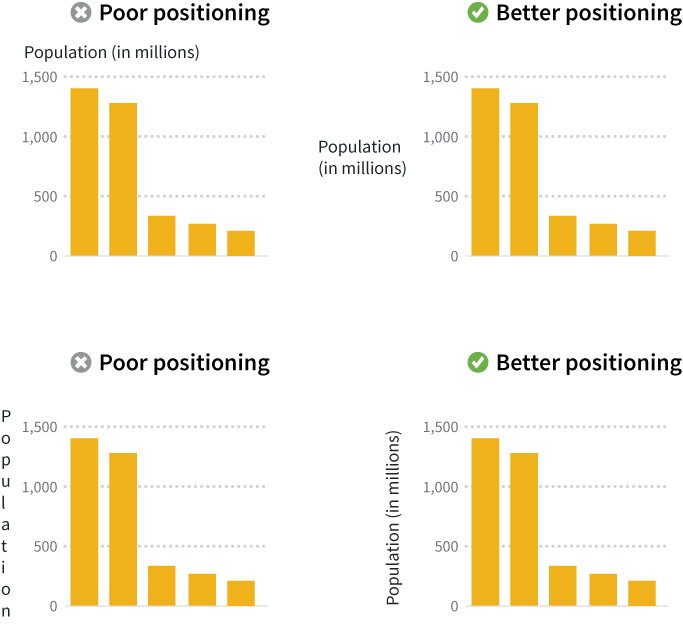 Poor positioning
Population (in millions)
1,500
1,000
500
0
Better positioning
Population
(in millions)
1,500
1,000
500
0
Poor positioning
Population
1,500
1,000
500
0
Better positioning
Population (in millions)
1,500
1,000
500
0